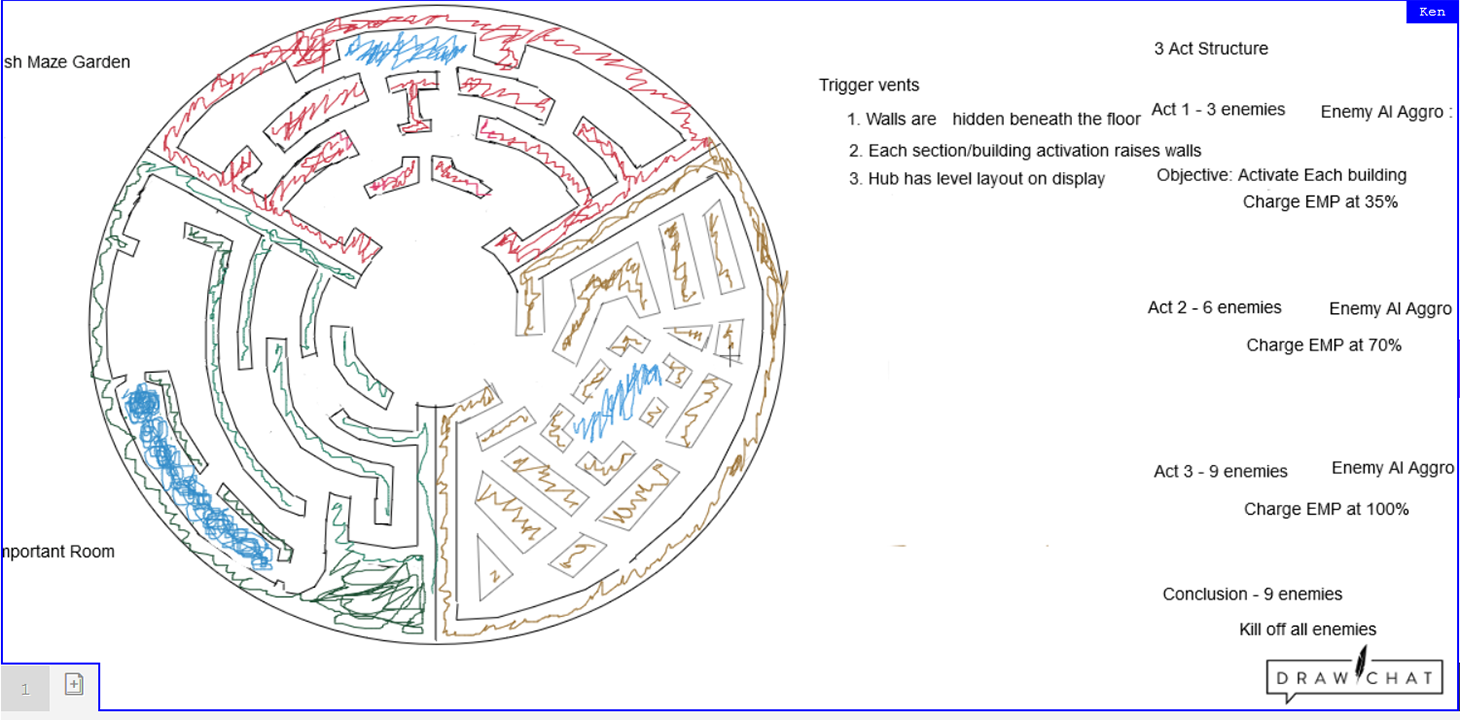 Ken
3 Act Structure
sh Maze Garden
Trigger vents
1. Walls are hidden beneath the floor
2. Each section/building activation raises walls
3. Hub has level layout on display
Act 1 - 3 enemies
Enemy AI Aggro :
Objective: Activate Each building
Charge EMP at 35%
Act 2 - 6 enemies
Enemy AI Aggro
Charge EMP at 70%
Act 3 - 9 enemies
Enemy AI Aggro
Charge EMP at 100%
mportant Room
Conclusion - 9 enemies
Kill off all enemies
DRAW CHAT
1